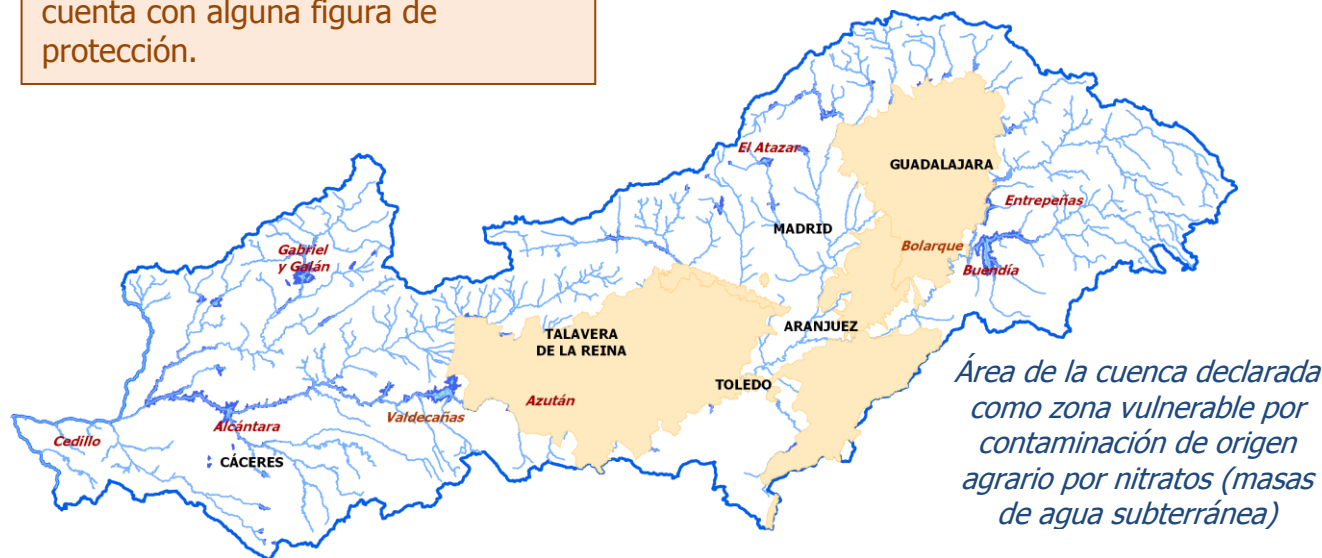 cuenta con alguna figura de
protección.
El Atazar
GUADALAJARA
Entrepeñas
MADRID
Gabriel
y Galán
Bolarque
Buendía
TALAVERA
DE LA REINA
ARANJUEZ
TOLEDO
Azután
Valdecañas
Alcántara
Cedillo
CÁCERES
Área de la cuenca declarada
como zona vulnerable por
contaminación de origen
agrario por nitratos (masas
de agua subterránea)